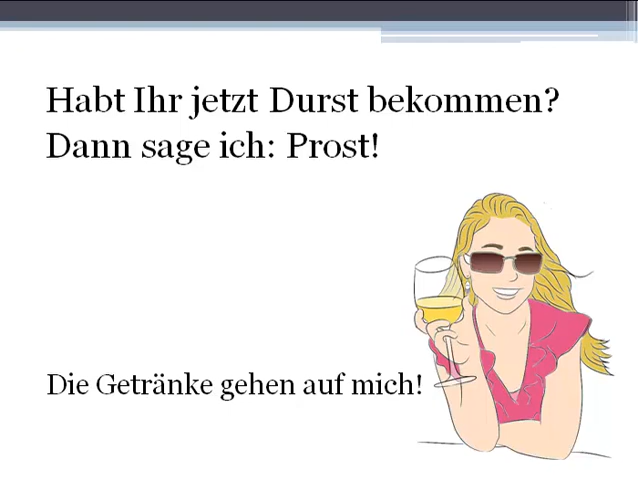 Habt Ihr jetzt Durst bekommen?
Dann sage ich: Prost!
Die Getränke gehen auf mich!